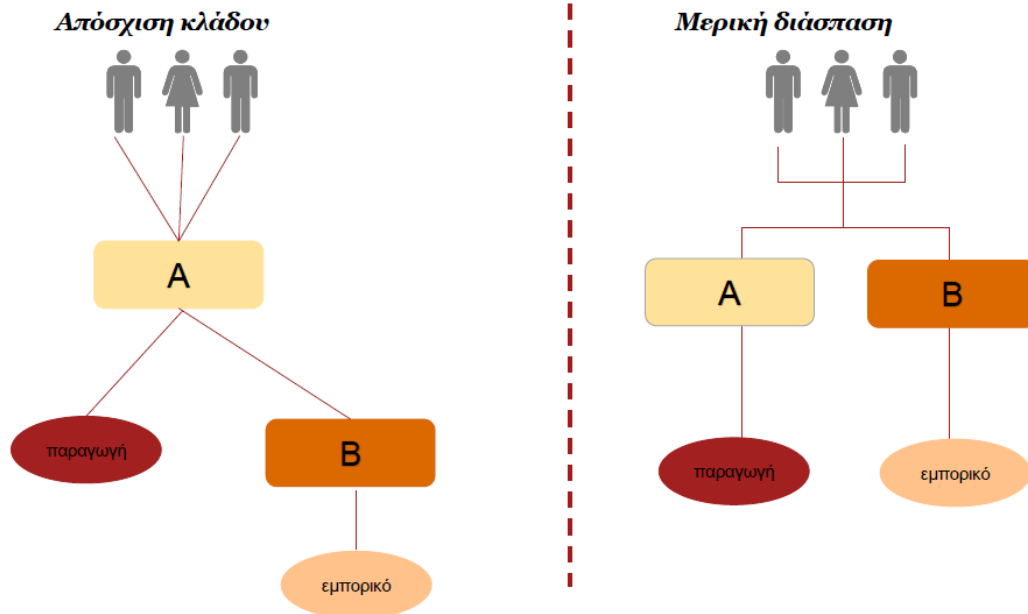 Απόσχιση κλάδου
A
παραγωγή
B
εμπορικό
Μερική διάσπαση
A
B
παραγωγή
εμπορικό